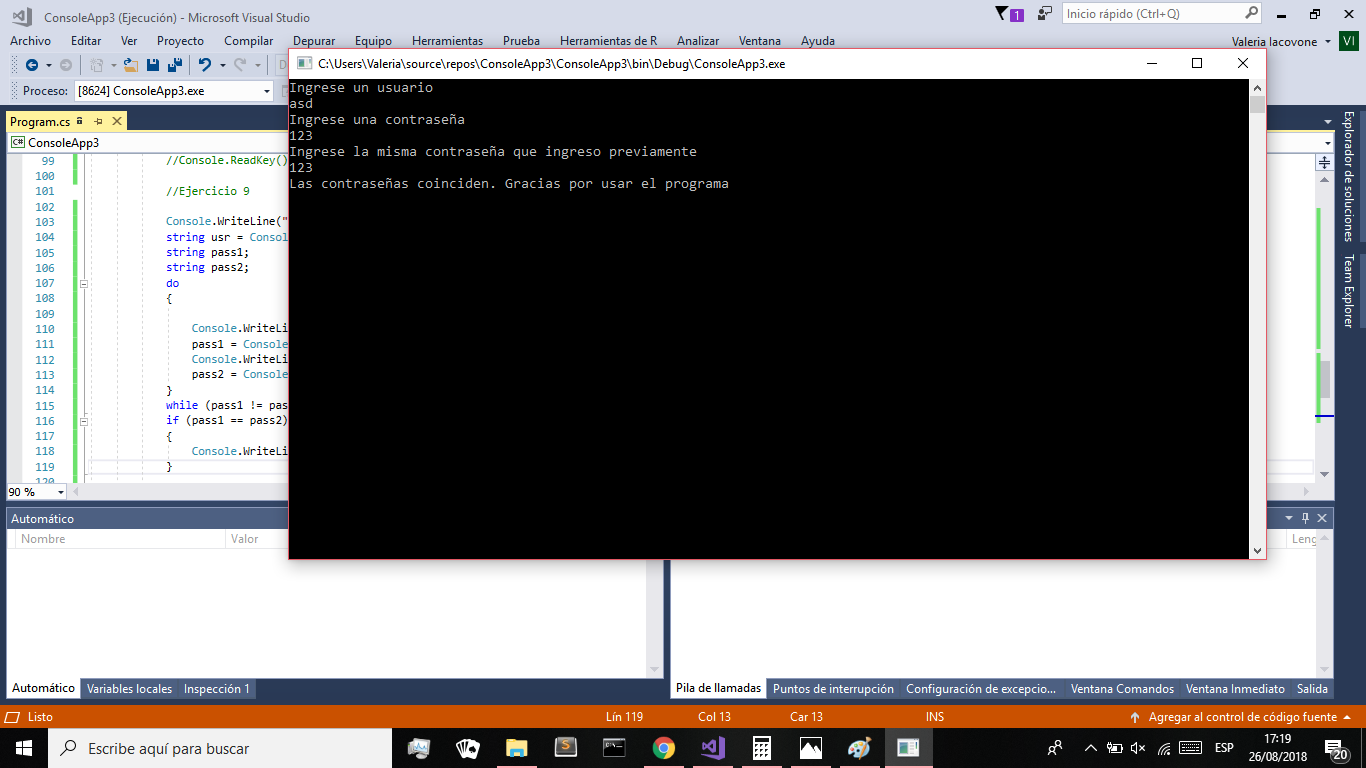 ConsoleApp3 (Ejecución) - Microsoft Visual Studio
1
Inicio rápido (Ctrl+Q)
Archivo Editar Ver Proyecto Compilar Depurar Equipo Herramientas Prueba Herramientas de R Analizar Ventana Ayuda
Valeria Iacovone VI
Proceso: [8624] ConsoleApp3.exe
C:\Users\Valeria\source\repos\ConsoleApp3\ConsoleApp3\bin\Debug\ConsoleApp3.exe
Ingrese un usuario
asd
Ingrese una contraseña
123
Ingrese la misma contraseña que ingreso previamente
123
Las contraseñas coinciden. Gracias por usar el programa
Program.cs
C# ConsoleApp3
99 //Console.ReadKey()
100
101 //Ejercicio 9
102
103 Console.WriteLine("
104 string usr = Consol
105 string pass1;
106 string pass2;
107 do
108 {
109
110 Console.WriteLi
111 pass1 = Console
112 Console.WriteLi
113 pass2 = Console
114 }
115 while (pass1 != pas
116 if (pass1 == pass2)
117 {
118 Console.WriteLi
119 }
120
90 %
Explorador de soluciones
Team Explorer
Automático
Nombre Valor
Leng
Automático Variables locales Inspección 1
Pila de llamadas Puntos de interrupción Configuración de excepcio... Ventana Comandos Ventana Inmediato Salida
Listo Lín 119 Col 13 Car 13 INS Agregar al control de código fuente
Escribe aquí para buscar
ESP
17:19
26/08/2018
20